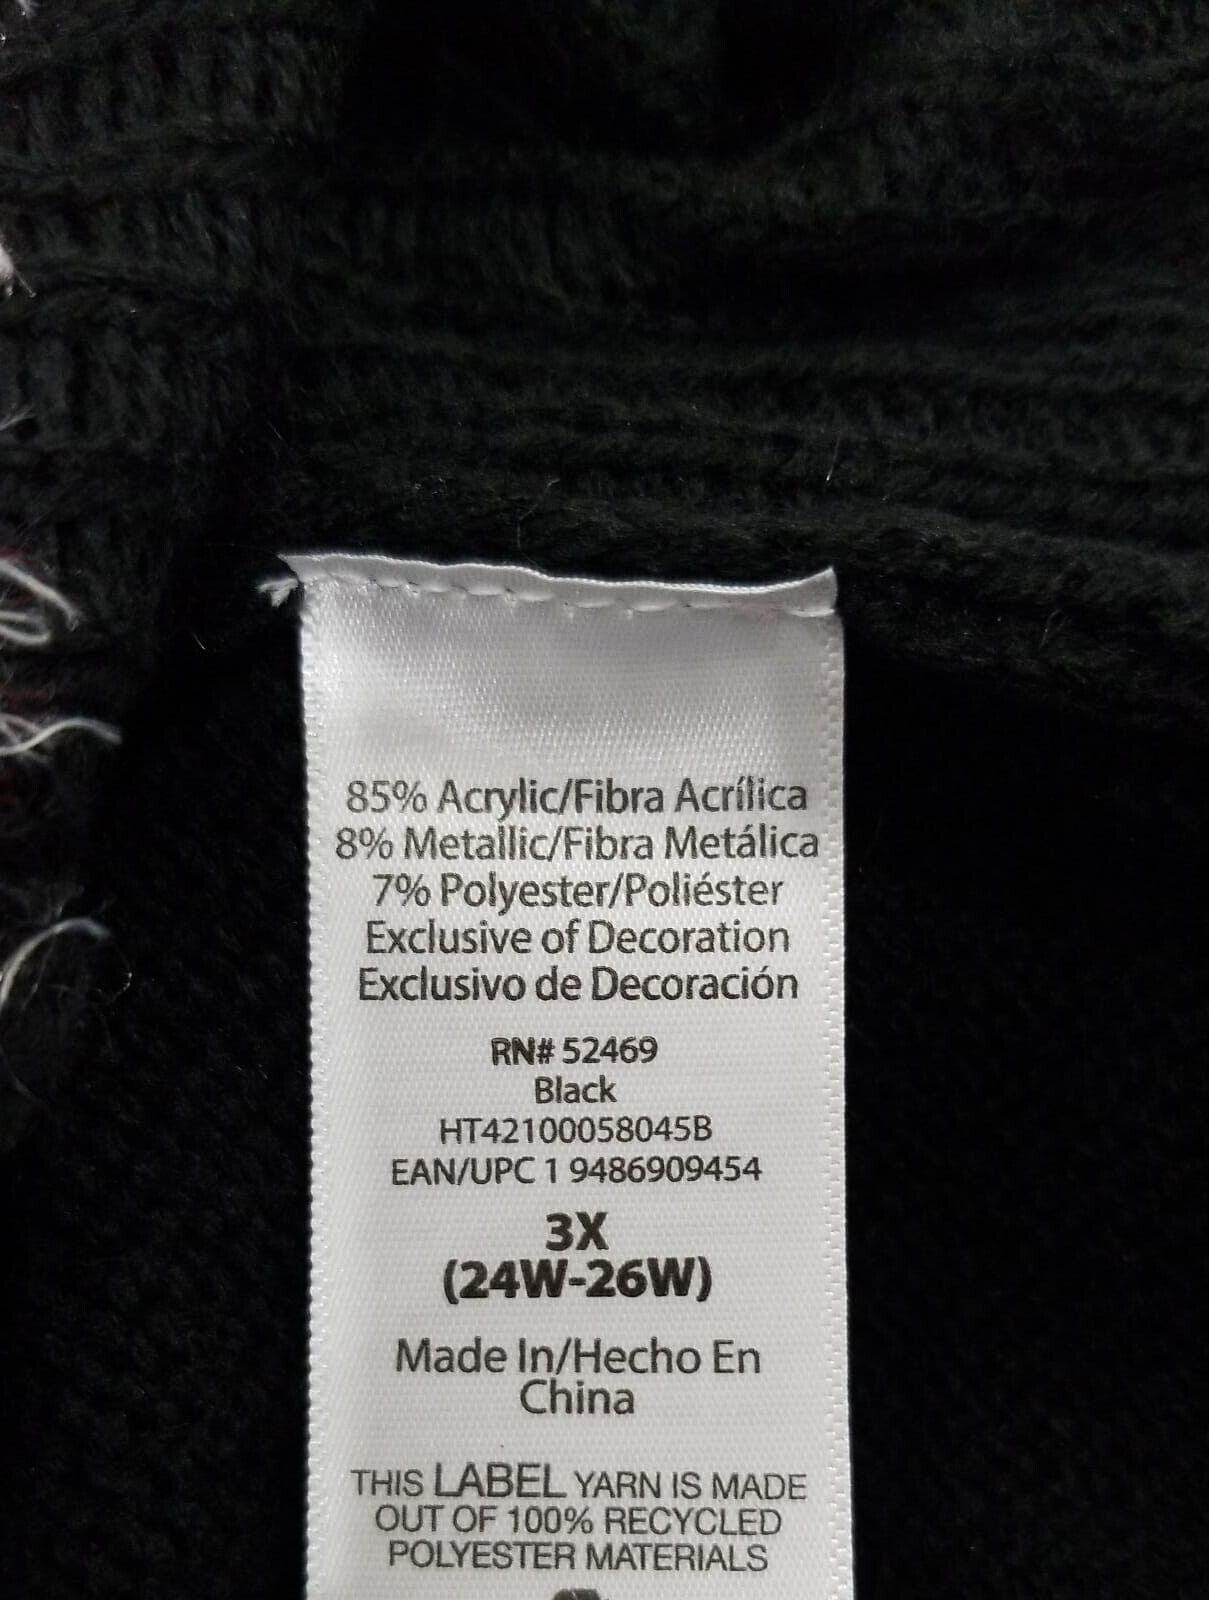 85% Acrylic/Fibra Acrílica
8% Metallic/Fibra Metálica
7% Polyester/Poliéster
Exclusive of Decoration
Exclusivo de Decoración
RN# 52469
Black
HT42100058045B
EAN/UPC 1 9486909454
3X
(24W-26W)
Made In/Hecho En
China
THIS LABEL YARN IS MADE
OUT OF 100% RECYCLED
POLYESTER MATERIALS